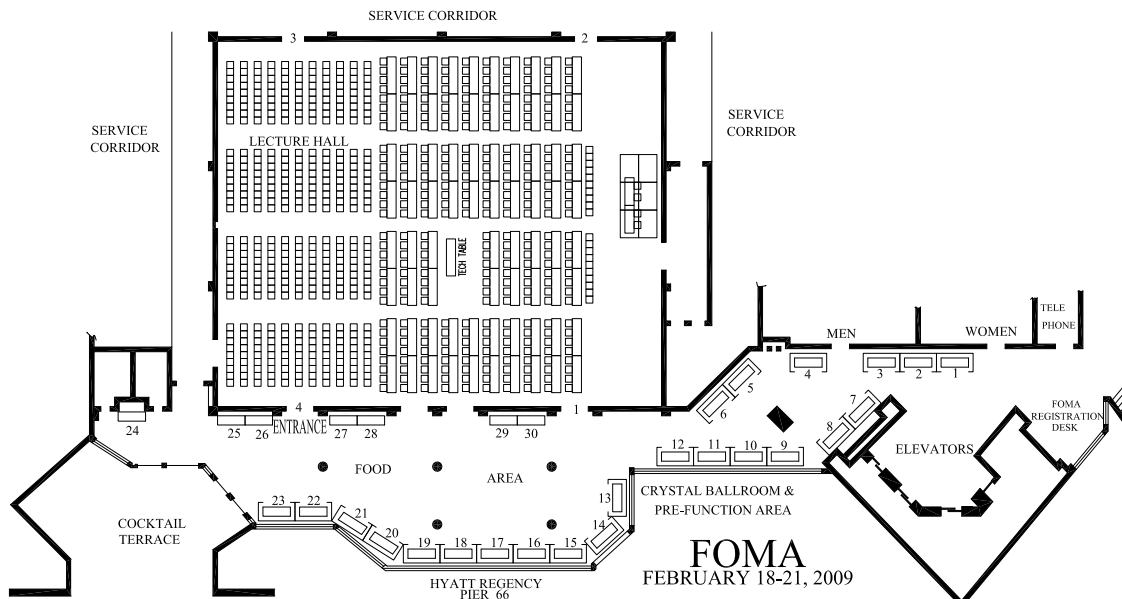 SERVICE CORRIDOR
3
2
SERVICE
CORRIDOR
LECTURE HALL
SERVICE
CORRIDOR
TECH TABLE
TELE
PHONE
MEN
WOMEN
4
3
2
1
5
6
7
8
FOMA
REGISTRATION
DESK
4
1
ENTRANCE
24
25
26
27
28
29
30
ELEVATORS
12
11
10
9
FOOD
AREA
13
CRYSTAL BALLROOM &
PRE-FUNCTION AREA
23
22
21
20
14
COCKTAIL
TERRACE
19
18
17
16
15
FOMA
FEBRUARY 18-21, 2009
HYATT REGENCY
PIER 66